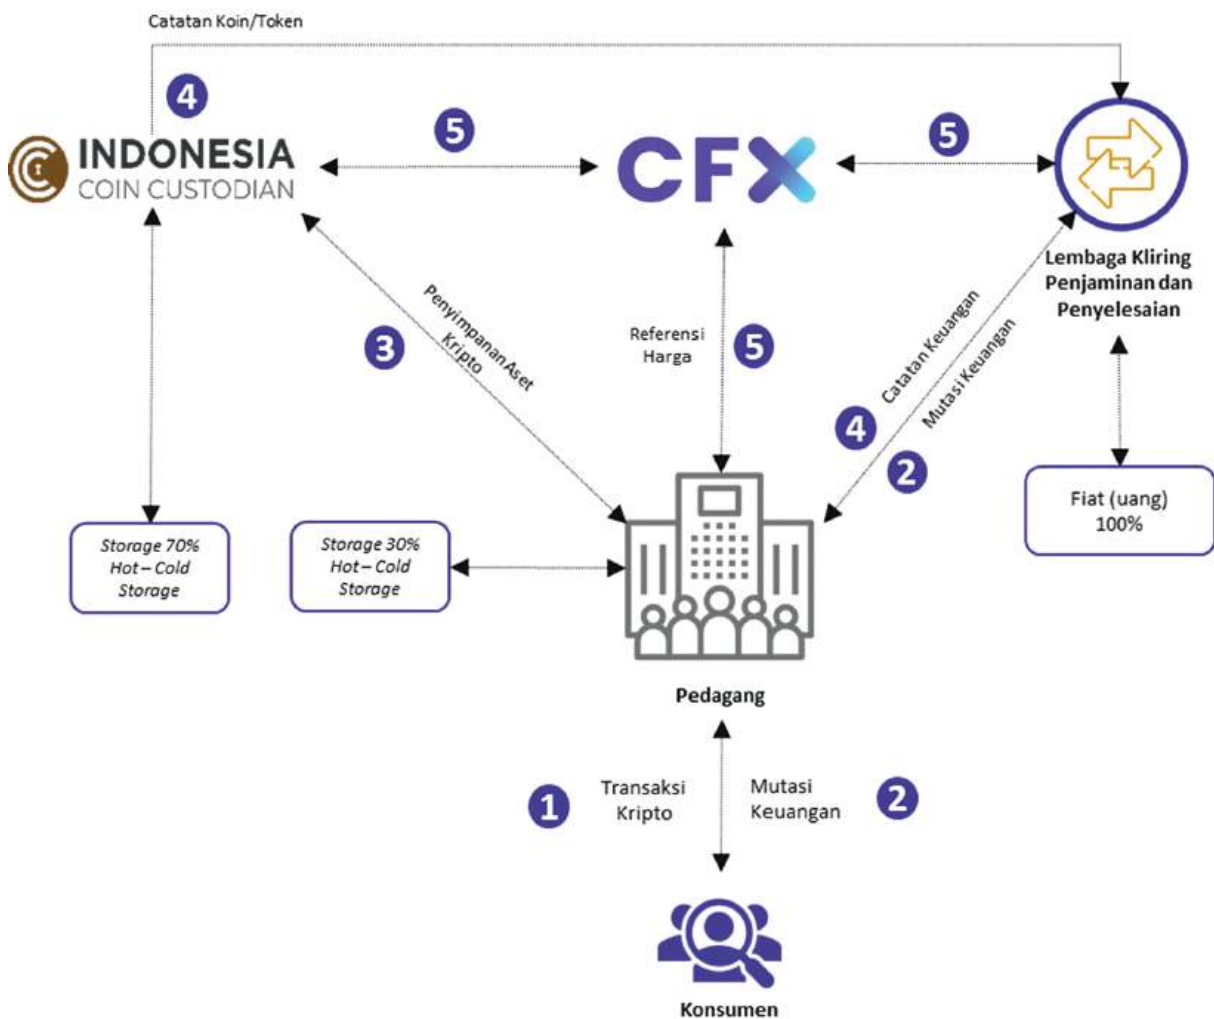 Catatan Koin/Token
4
5
5
INDONESIA
COIN CUSTODIAN
CFX
Lembaga Kliring
Penjaminan dan
Penyelesaian
Penyimpanan Aset
Kripto
3
Referensi
Harga
5
Catatan Keuangan
Mutasi Keuangan
4
2
Fiat (uang)
100%
Storage 70%
Hot – Cold
Storage
Storage 30%
Hot – Cold
Storage
Pedagang
1
Transaksi
Kripto
Mutasi
Keuangan
2
Konsumen